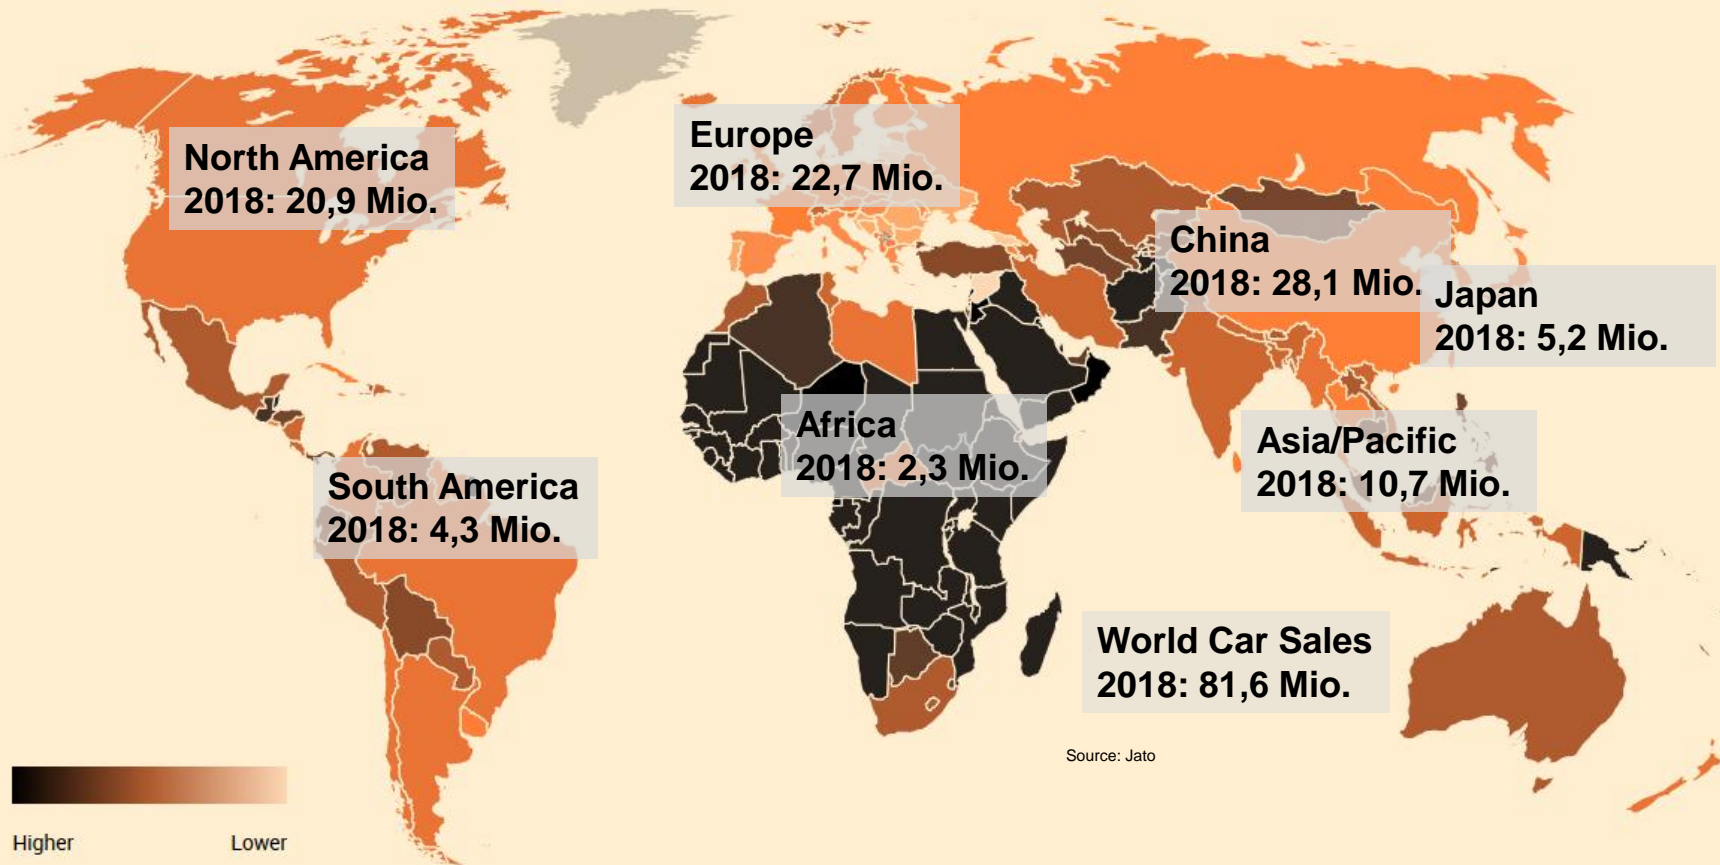 North America
2018: 20,9 Mio.
Europe
2018: 22,7 Mio.
China
2018: 28,1 Mio.
Japan
2018: 5,2 Mio.
Africa
2018: 2,3 Mio.
Asia/Pacific
2018: 10,7 Mio.
South America
2018: 4,3 Mio.
World Car Sales
2018: 81,6 Mio.
Source: Jato
Higher
Lower